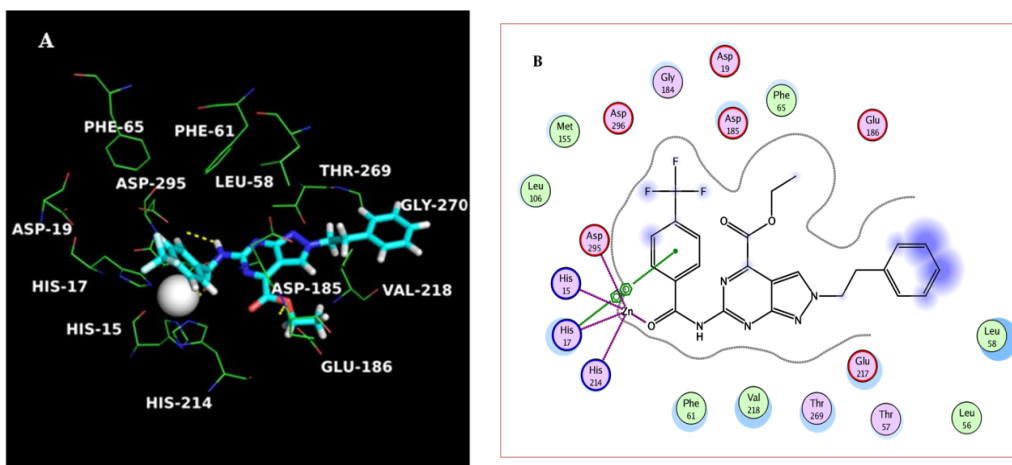 A
PHE-65
PHE-61
THR-269
ASP-295
LEU-58
GLY-270
ASP-19
HIS-17
ASP-185
VAL-218
HIS-15
GLU-186
HIS-214
B
Asp
19
Gly
184
Phe
65
Asp
296
Asp
185
Glu
186
Met
155
F
F
F
Leu
106
O
O
Asp
295
His
15
N
N
Zn
O
N
H
N
N
His
17
His
214
Leu
58
Glu
217
Phe
61
Val
218
Thr
269
Thr
57
Leu
56